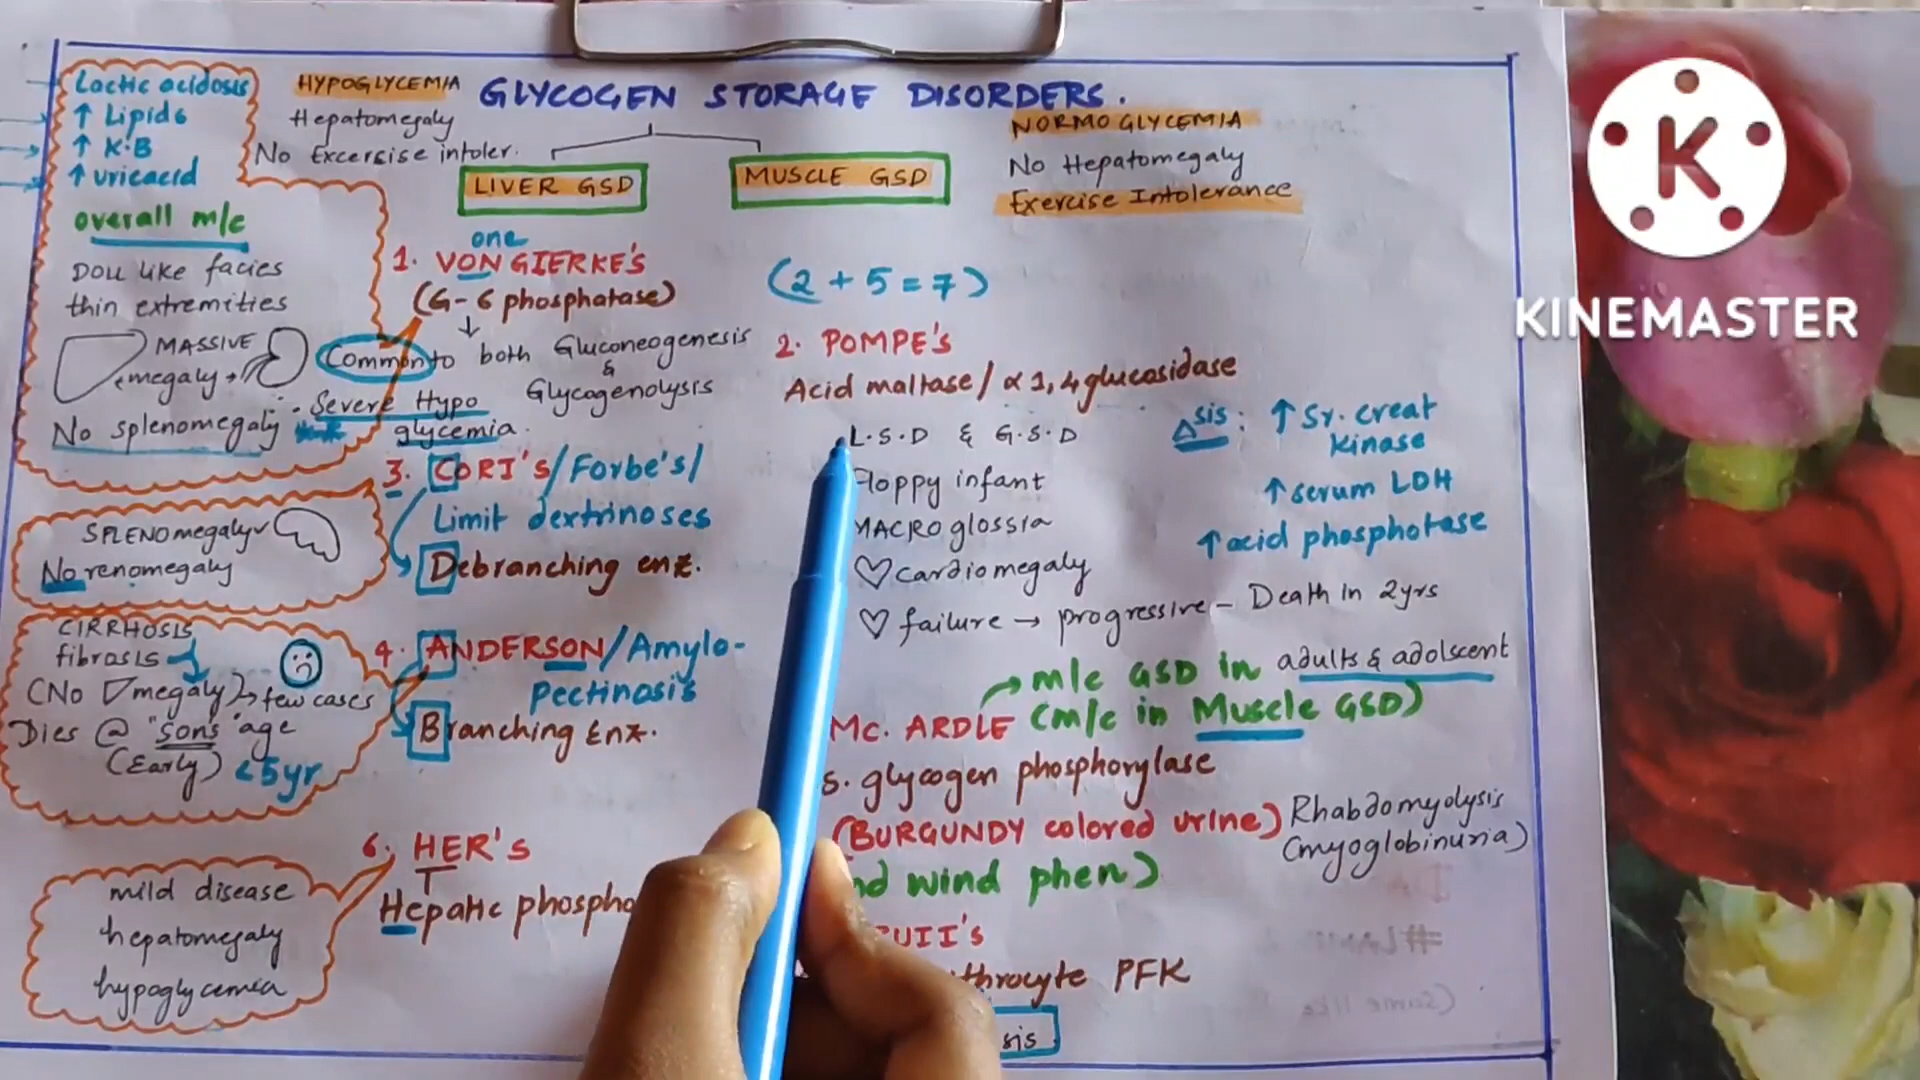 GLYCOGEN STORAGE DISORDERS.
HYPOGLYCEMIA
Hepatomegaly
No Excersise intoler.
LIVER GSD
MUSCLE GSD
NORMOGLYCEMIA
No Hepatomegaly
Exercise Intolerance
Lactic acidosis
↑ Lipids
↑ K.B
↑ uricacid
overall m/c
Doll like facies
thin extremities
MASSIVE
megaly
No splenomegaly
one
1. VON GIERKE'S
(G-6 phosphatase)
Common to both Gluconeogenesis
&
Glycogenolysis
- Severe Hypo
glycemia.
3. CORI'S/Forbe's/
Limit dextrinoses
Debranching enz.
SPLENOmegaly
No renomegaly
4. ANDERSON/Amylo-
pectinosis
Branching Enz.
CIRRHOSIS
fibrosis
(No megaly) → few cases
Dies @ "sons" age
(Early) <5yr
6. HER'S
Hepatic phospho
mild disease
hepatomegaly
hypoglycemia
(2 + 5 = 7)
2. POMPE'S
Acid maltase/ α 1,4 glucosidase
L.S.D & G.S.D
Floppy infant
MACROglossia
♡ cardiomegaly
♡ failure → progressive - Death in 2yrs
Δsis: ↑ Sr. creat
kinase
↑ serum LDH
↑ acid phosphotase
→ m/c GSD in adults & adolscent
Mc. ARDLE (m/c in Muscle GSD)
s. glycogen phosphorylase
(BURGUNDY colored urine) Rhabdomyolysis
(myoglobinuria)
nd wind phen)
RUII's
throcyte PFK
sis
K
KINEMASTER